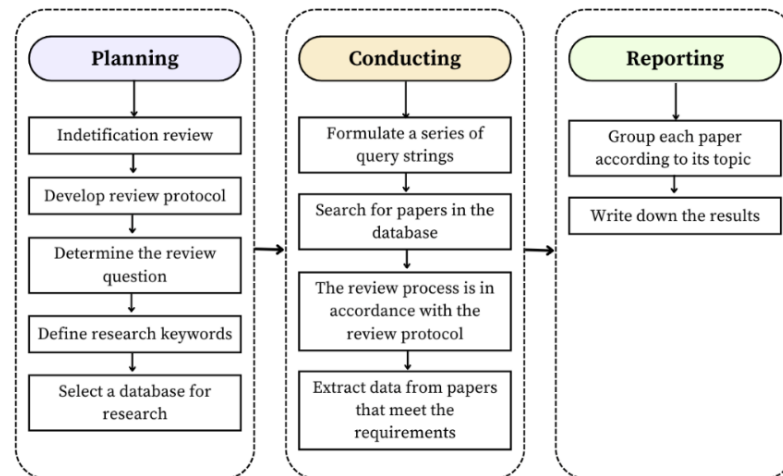 Planning
Indetification review
Develop review protocol
Determine the review
question
Define research keywords
Select a database for
research
Conducting
Formulate a series of
query strings
Search for papers in the
database
The review process is in
accordance with the
review protocol
Extract data from papers
that meet the
requirements
Reporting
Group each paper
according to its topic
Write down the results